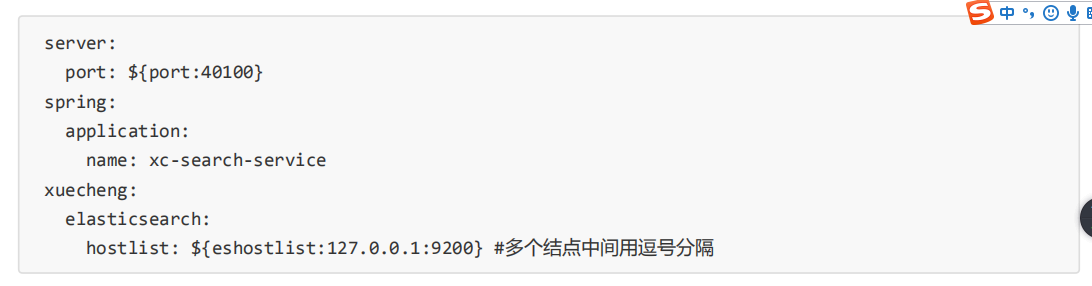 中
server:
  port: ${port:40100}
spring:
  application:
    name: xc-search-service
xuecheng:
  elasticsearch:
    hostlist: ${eshostlist:127.0.0.1:9200} #多个结点中间用逗号分隔